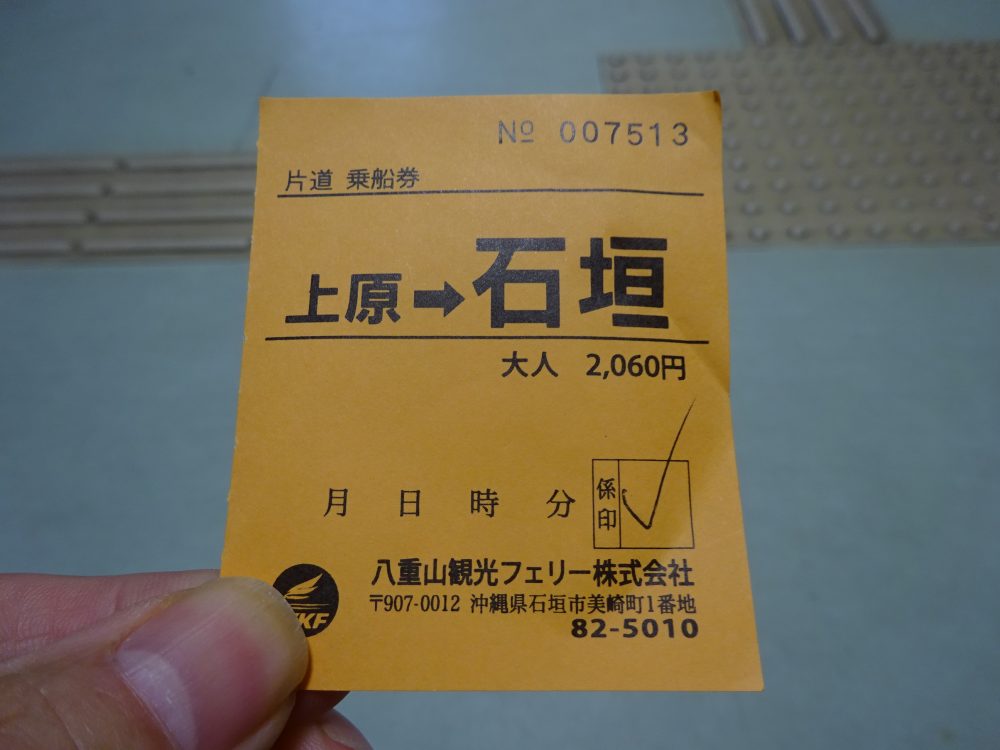 № 007513
片道 乗船券
上原➡石垣
大人 2,060円
月 日 時 分
係印
八重山観光フェリー株式会社
〒907-0012 沖縄県石垣市美崎町1番地
82-5010
KF